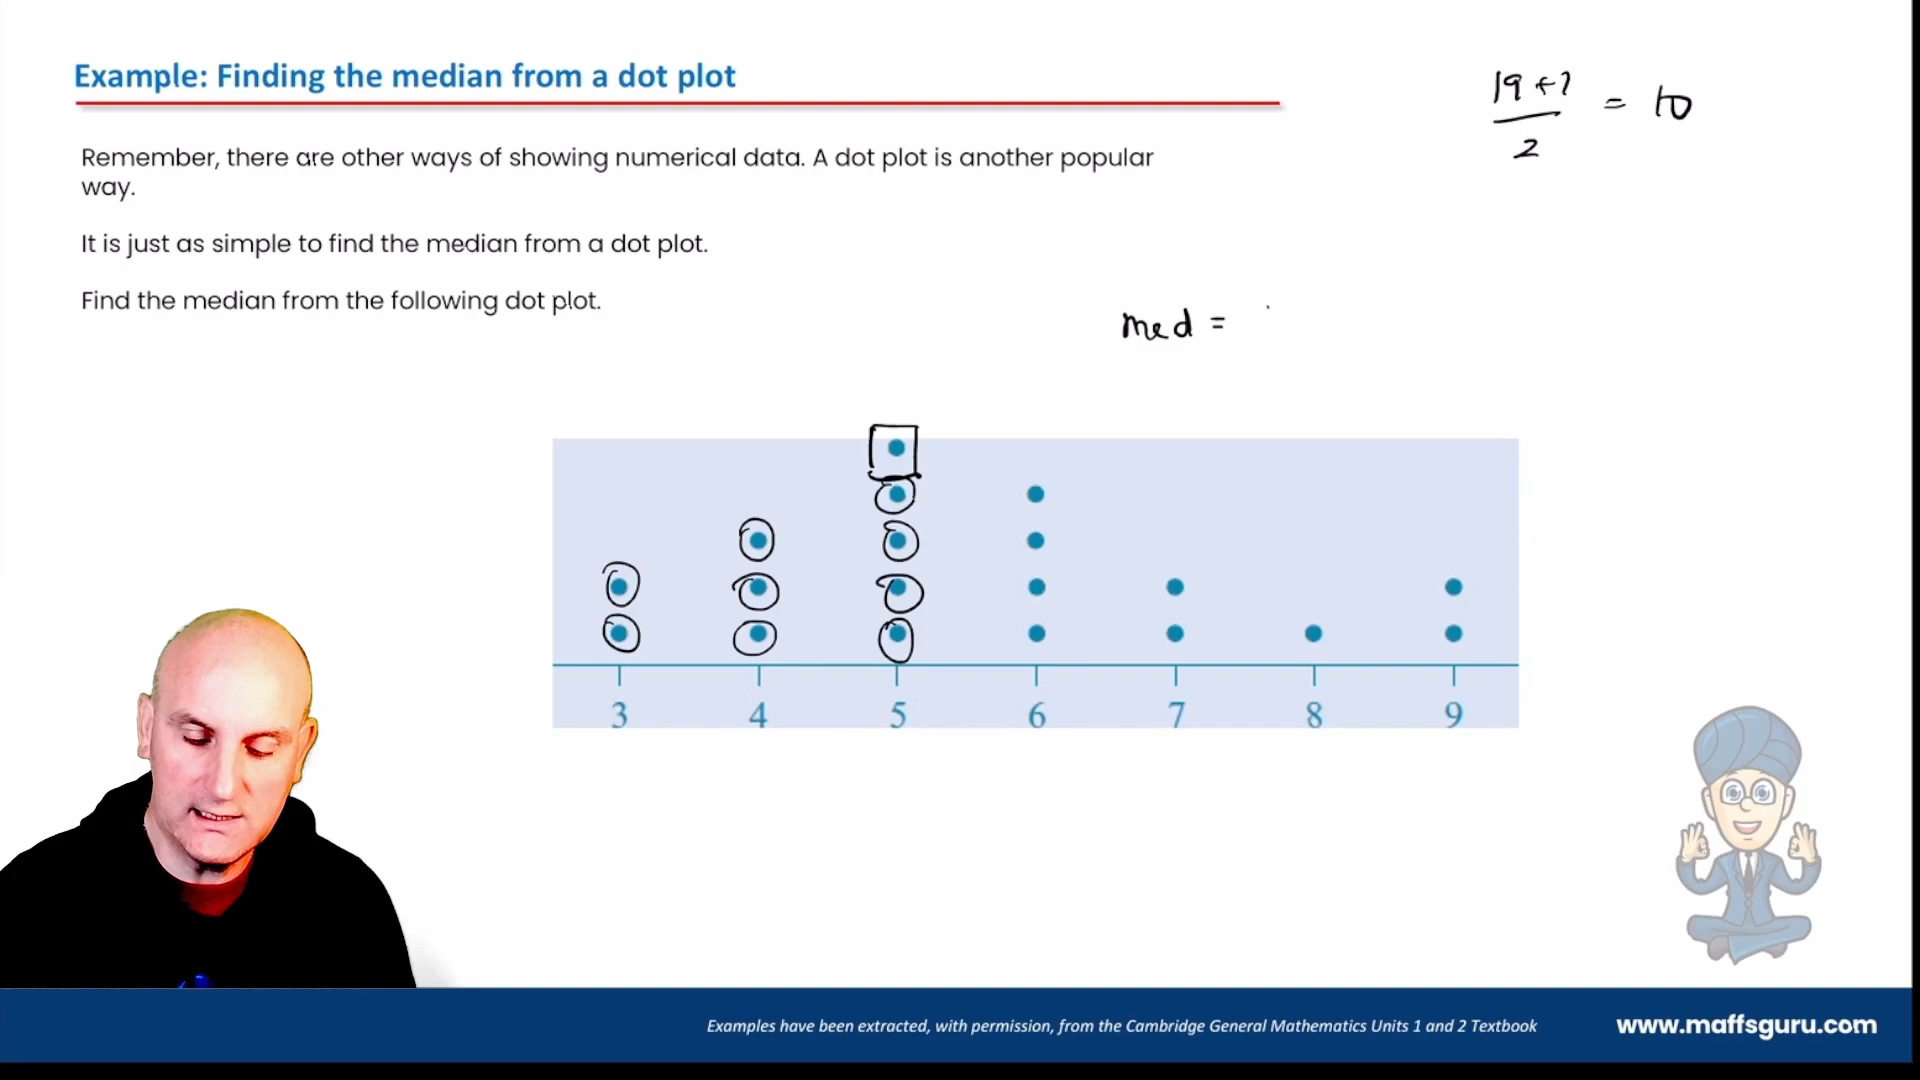 Example: Finding the median from a dot plot
19 + 1
2
= 10
Remember, there are other ways of showing numerical data. A dot plot is another popular
way.
It is just as simple to find the median from a dot plot.
Find the median from the following dot plot.
med =
3 4 5 6 7 8 9
Examples have been extracted, with permission, from the Cambridge General Mathematics Units 1 and 2 Textbook
www.maffsguru.com